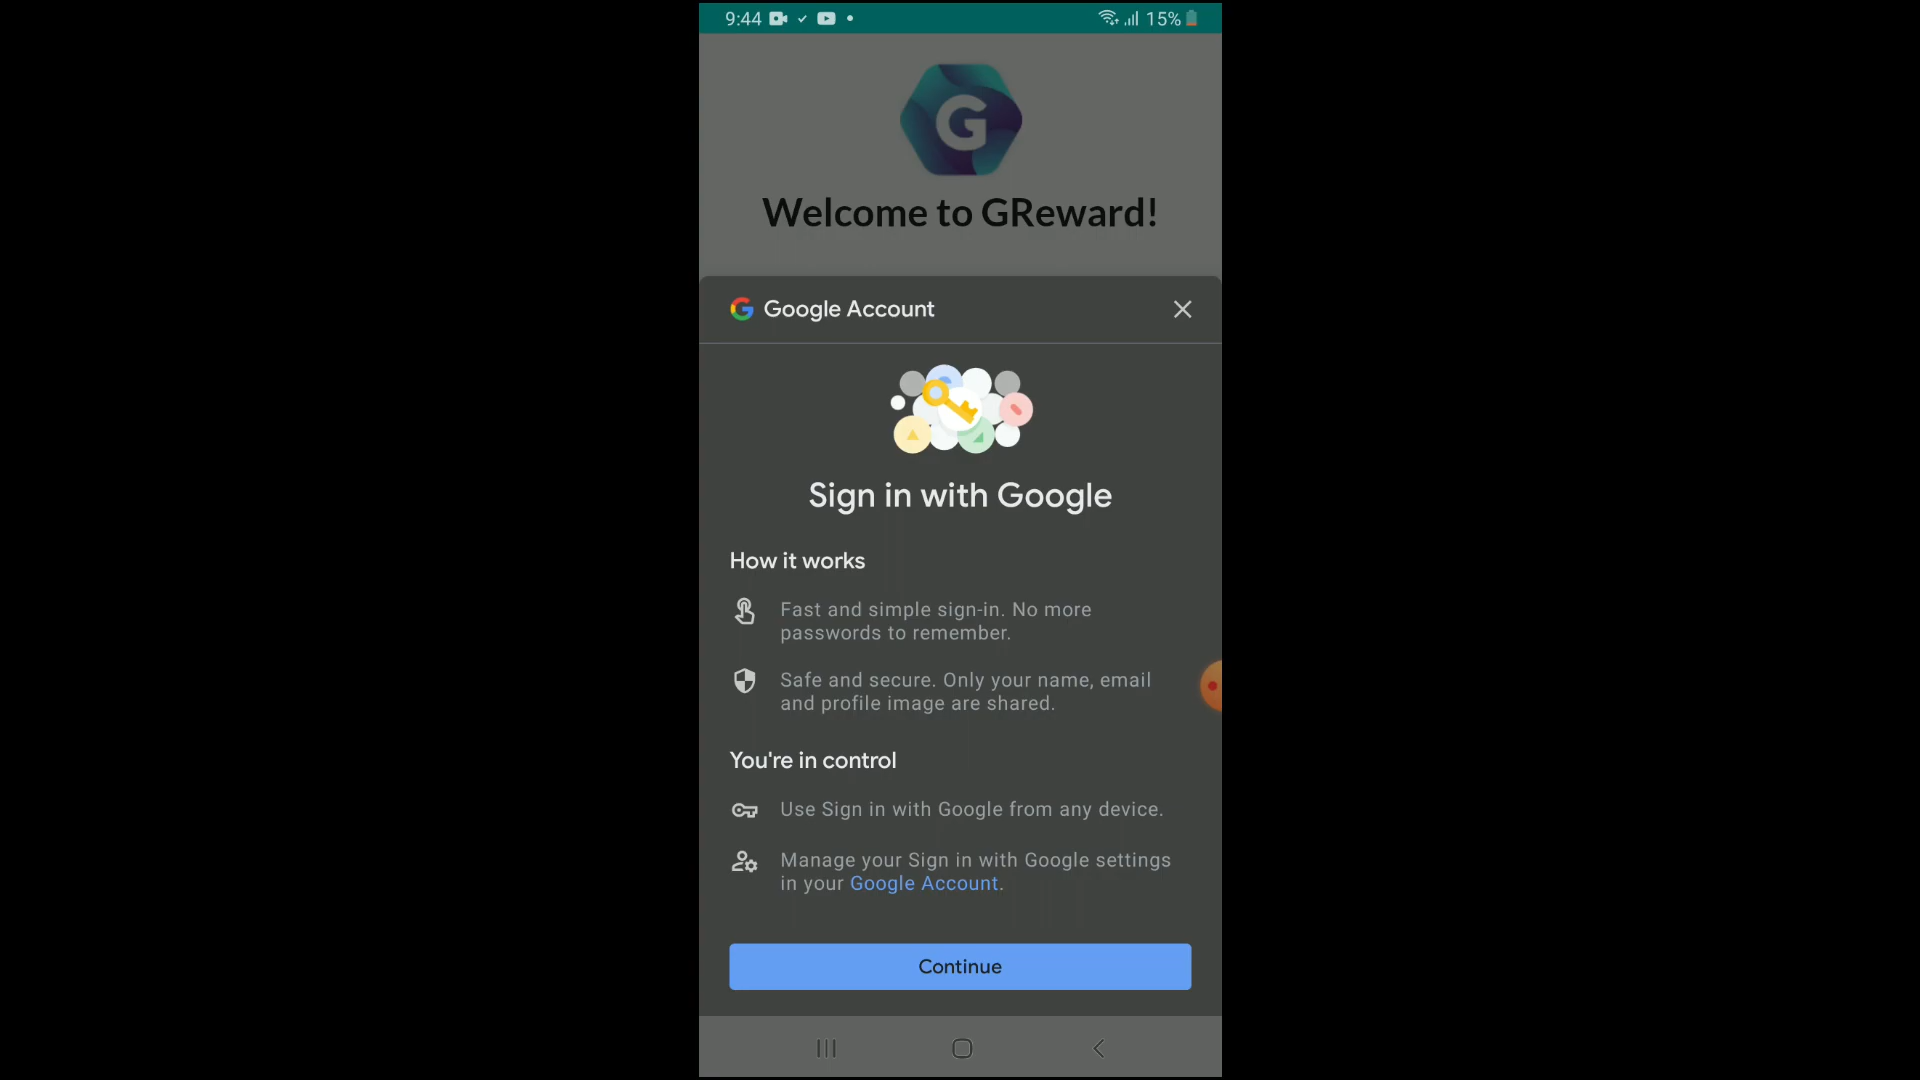 9:44
15%
G
Welcome to GReward!
Google Account
Sign in with Google
How it works
Fast and simple sign-in. No more
passwords to remember.
Safe and secure. Only your name, email
and profile image are shared.
You're in control
Use Sign in with Google from any device.
Manage your Sign in with Google settings
in your Google Account.
Continue